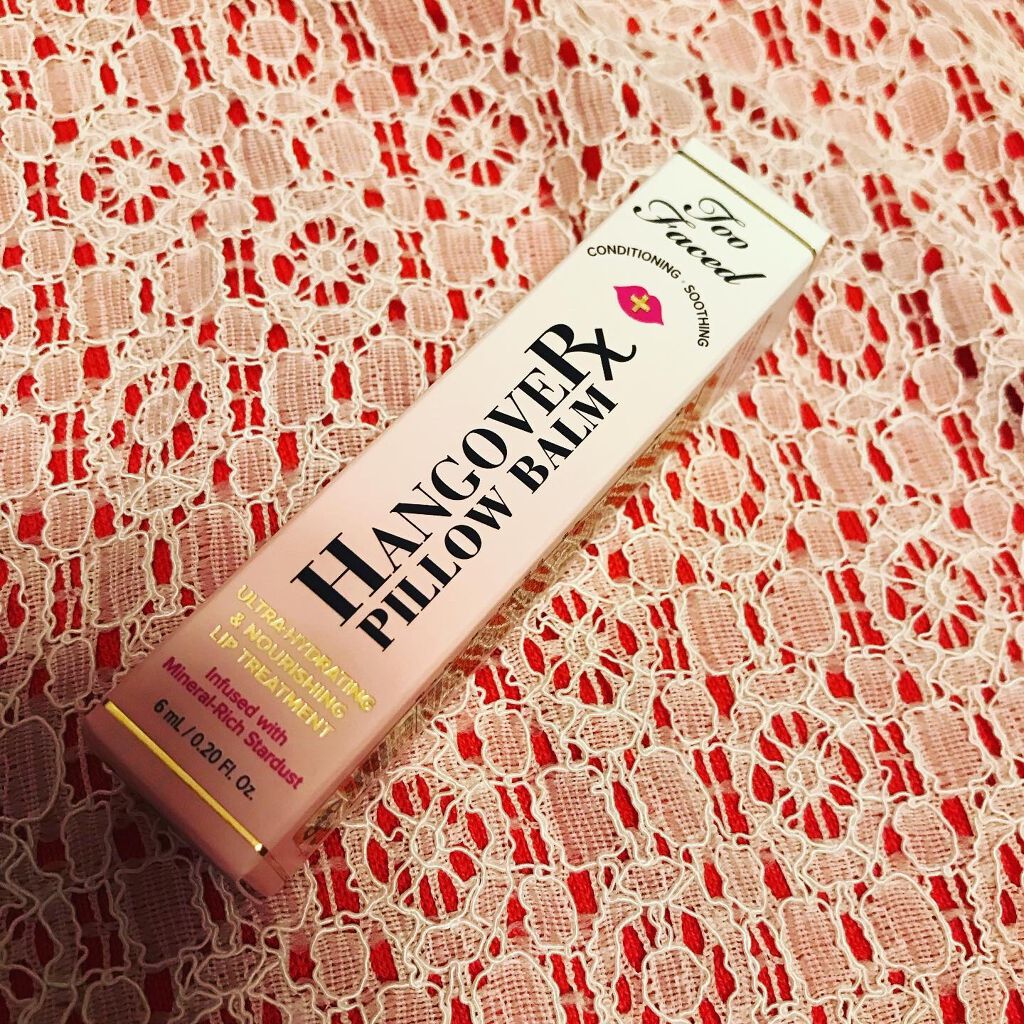 Too
Faced
CONDITIONING · SOOTHING
HANGOVERX
PILLOW BALM
ULTRA-HYDRATING
& NOURISHING
LIP TREATMENT
Infused with
Mineral-Rich Stardust
6 mL / 0.20 Fl. Oz.